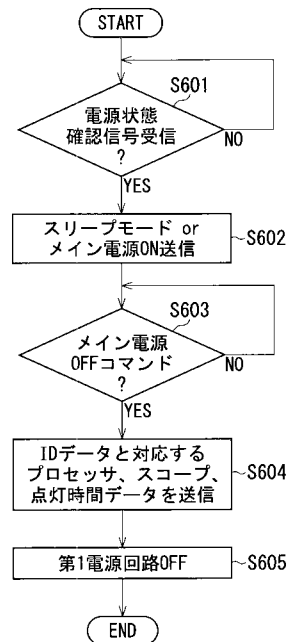 START
S601
電源状態
確認信号受信
?
NO
YES
スリープモード or
メイン電源ON送信
S602
S603
メイン電源
OFFコマンド
?
NO
YES
IDデータと対応する
プロセッサ、スコープ、
点灯時間データを送信
S604
第1電源回路OFF
S605
END